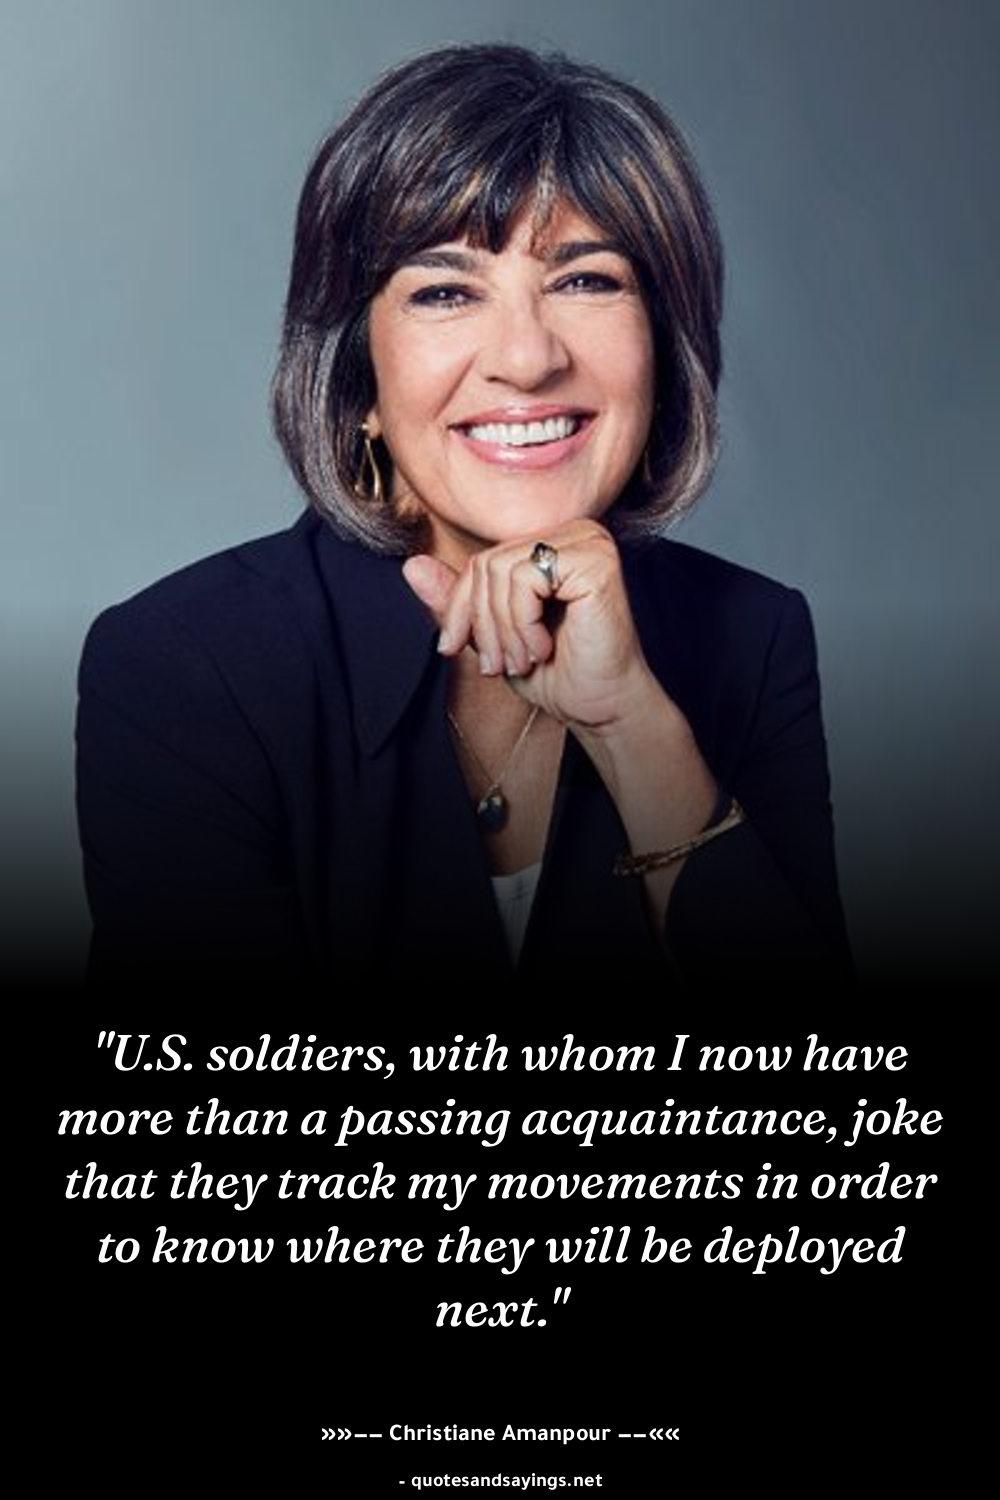 "U.S. soldiers, with whom I now have
more than a passing acquaintance, joke
that they track my movements in order
to know where they will be deployed
next."
»»–– Christiane Amanpour ––««
- quotesandsayings.net